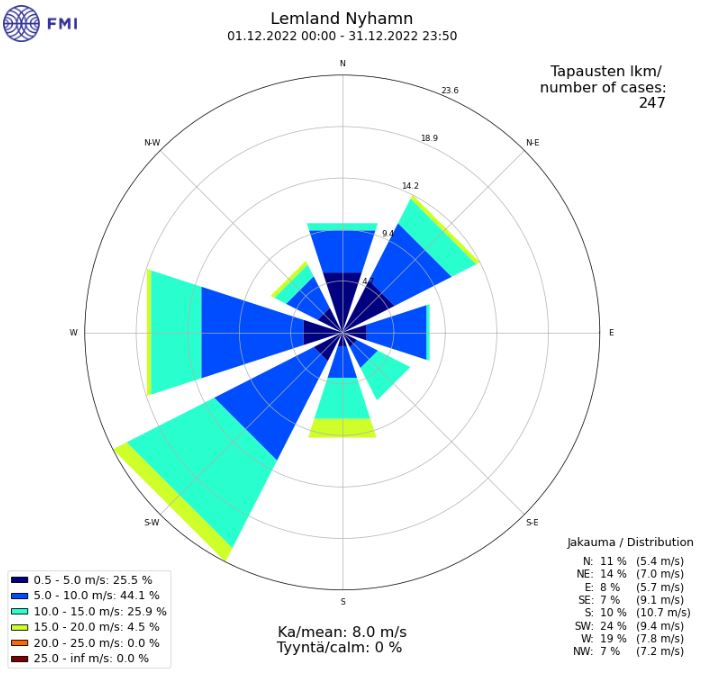 FMI
Lemland Nyhamn
01.12.2022 00:00 - 31.12.2022 23:50
Tapausten lkm/
number of cases:
247
N
23.6
18.9
14.2
9.4
4.7
N-W
N-E
W
E
S-W
S-E
S
0.5 - 5.0 m/s: 25.5 %
5.0 - 10.0 m/s: 44.1 %
10.0 - 15.0 m/s: 25.9 %
15.0 - 20.0 m/s: 4.5 %
20.0 - 25.0 m/s: 0.0 %
25.0 - inf m/s: 0.0 %
Ka/mean: 8.0 m/s
Tyyntä/calm: 0 %
Jakauma / Distribution
N: 11 % (5.4 m/s)
NE: 14 % (7.0 m/s)
E: 8 % (5.7 m/s)
SE: 7 % (9.1 m/s)
S: 10 % (10.7 m/s)
SW: 24 % (9.4 m/s)
W: 19 % (7.8 m/s)
NW: 7 % (7.2 m/s)